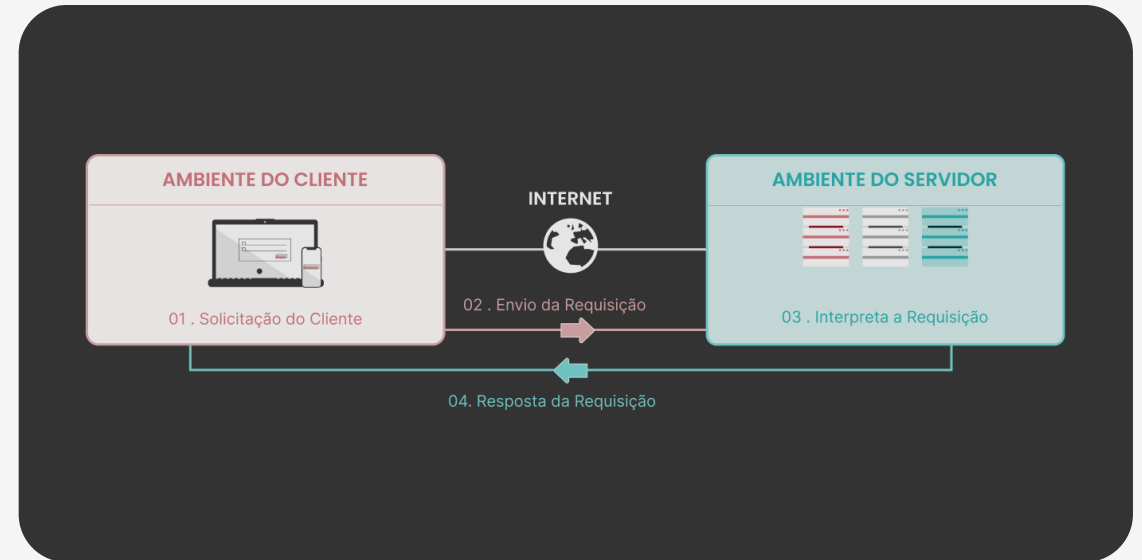 AMBIENTE DO CLIENTE
01 . Solicitação do Cliente
INTERNET
02 . Envio da Requisição
AMBIENTE DO SERVIDOR
03 . Interpreta a Requisição
04. Resposta da Requisição